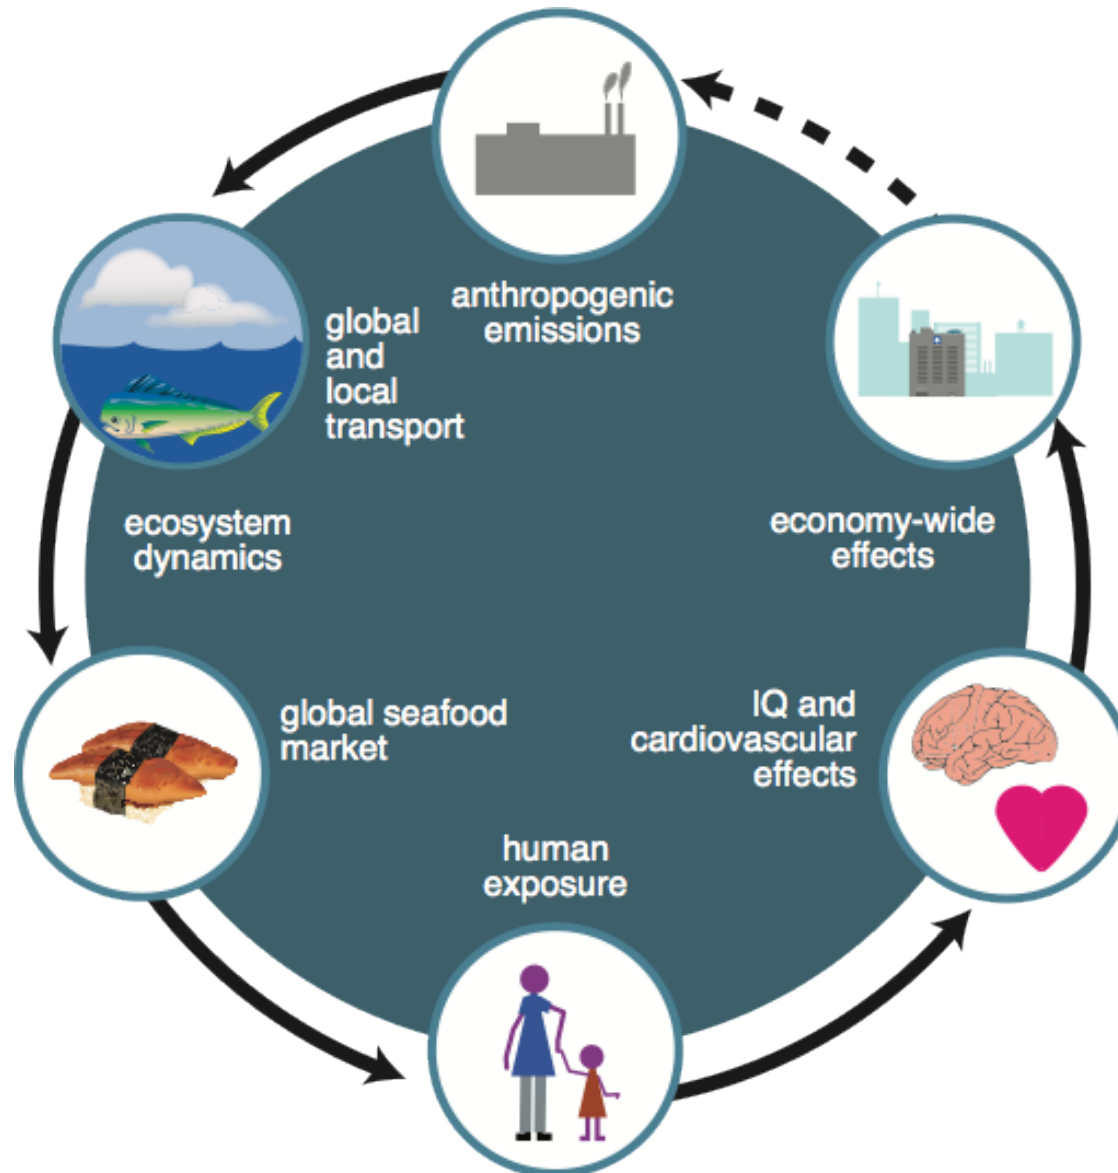 anthropogenic
emissions
global
and
local
transport
ecosystem
dynamics
economy-wide
effects
global seafood
market
IQ and
cardiovascular
effects
human
exposure